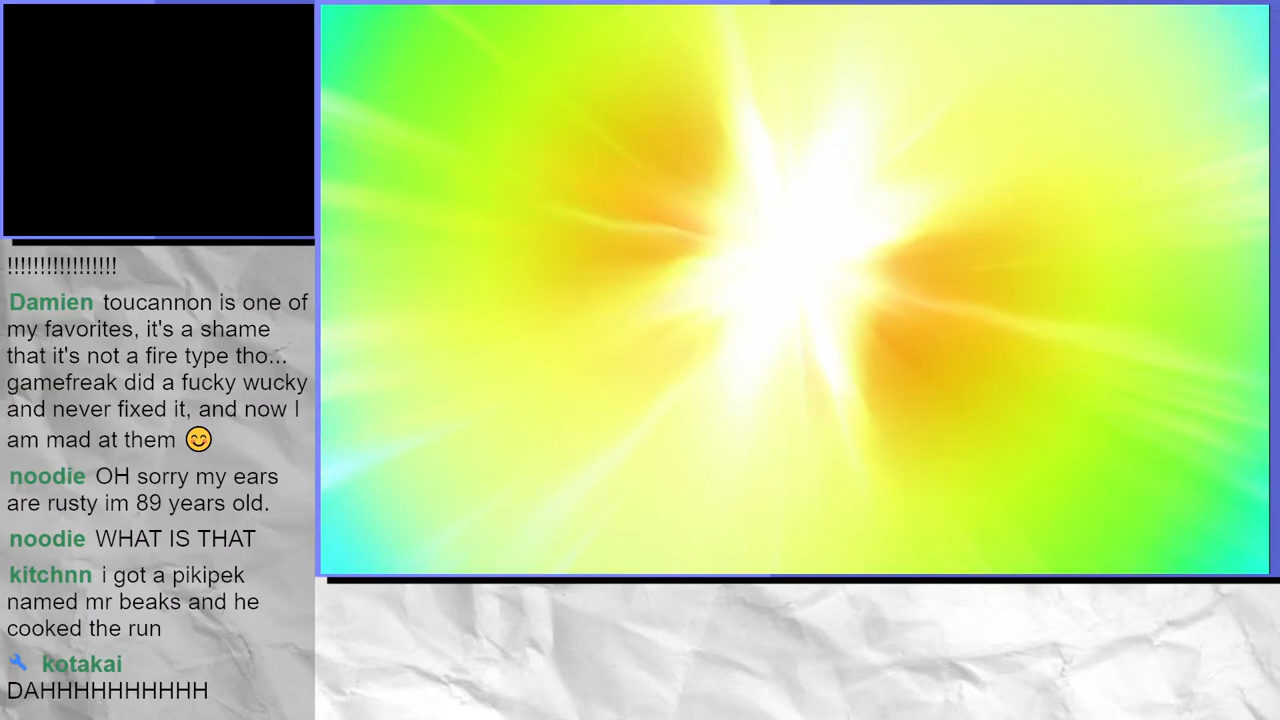 !!!!!!!!!!!!!!!!!
Damien toucannon is one of
my favorites, it's a shame
that it's not a fire type tho...
gamefreak did a fucky wucky
and never fixed it, and now I
am mad at them 😊
noodie OH sorry my ears
are rusty im 89 years old.
noodie WHAT IS THAT
kitchnn i got a pikipek
named mr beaks and he
cooked the run
kotakai
DAHHHHHHHHHH